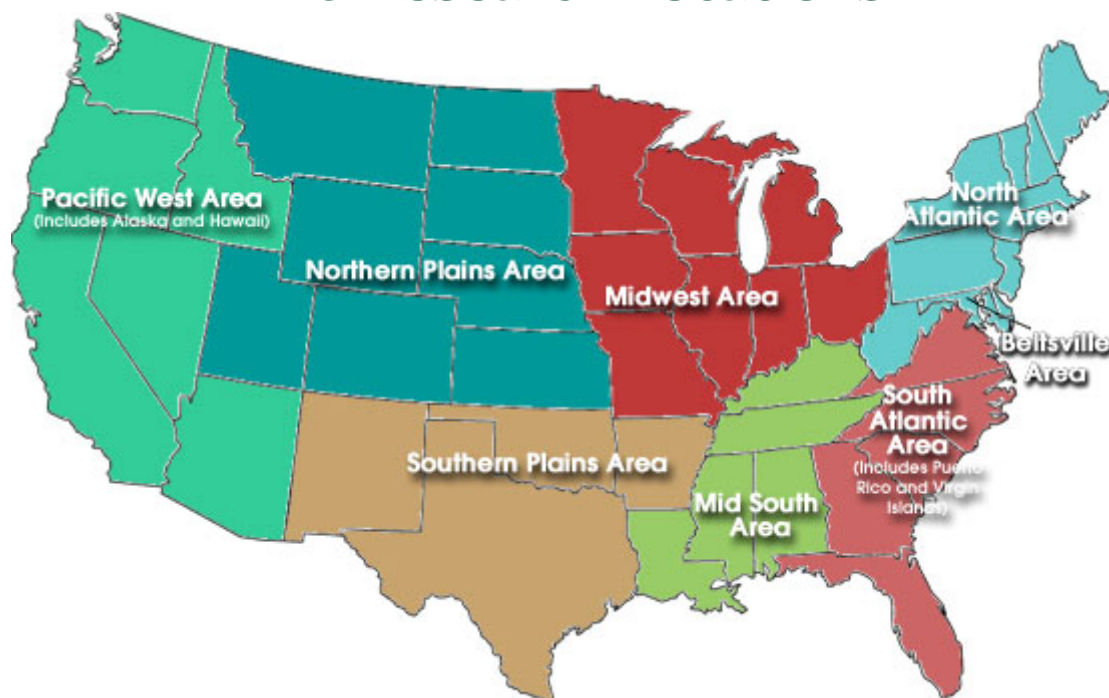 Pacific West Area
(Includes Alaska and Hawaii)
Northern Plains Area
Midwest Area
North
Atlantic Area
Beltsville
Area
South
Atlantic
Area
(Includes Puerto
Rico and Virgin
Islands)
Southern Plains Area
Mid South
Area